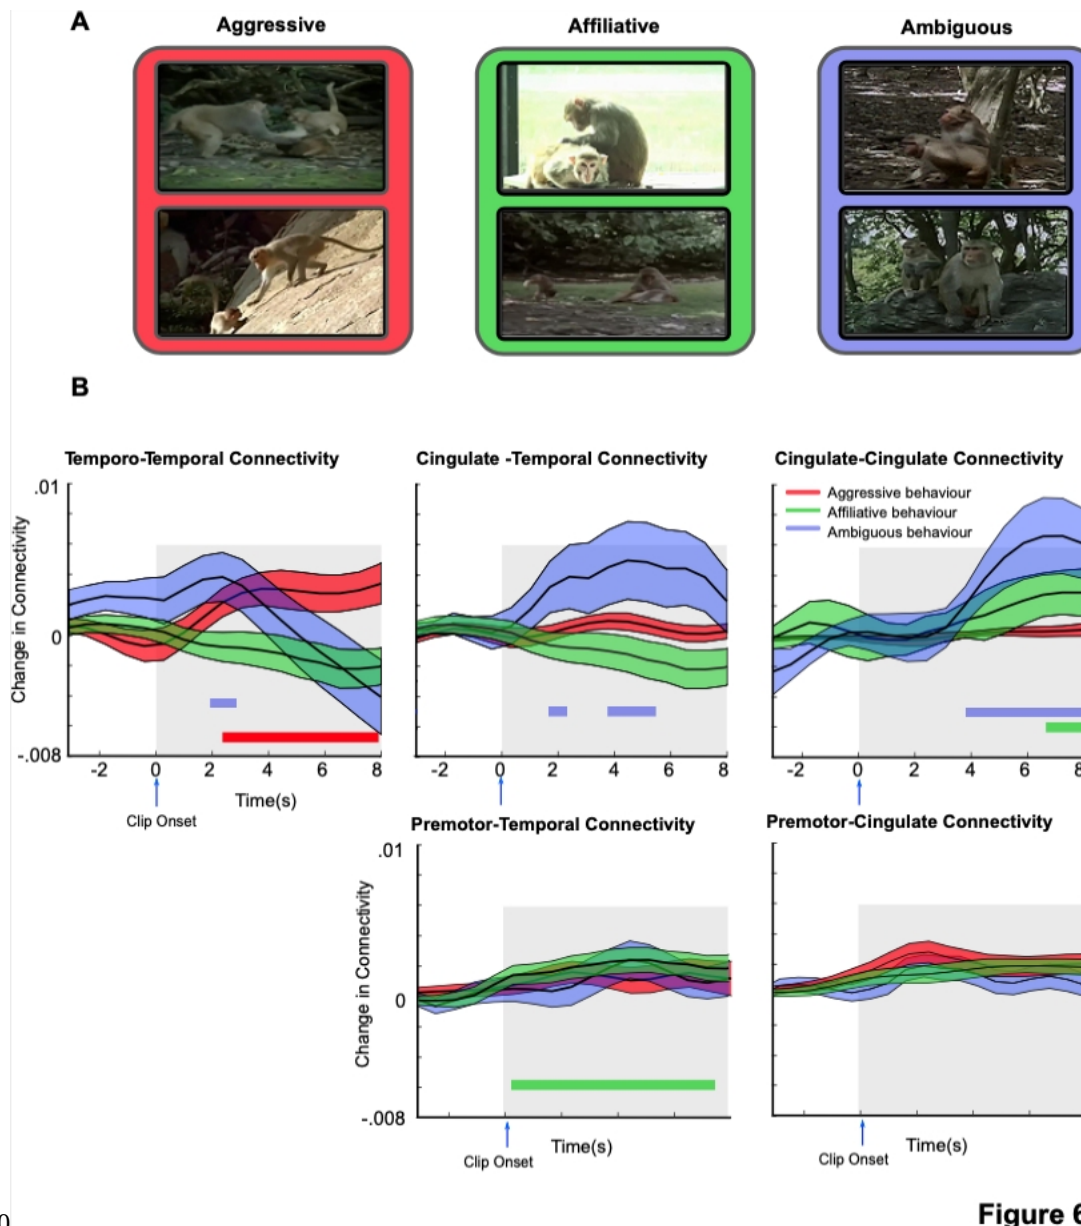 A
Aggressive Affiliative Ambiguous
B
Temporo-Temporal Connectivity Cingulate -Temporal Connectivity Cingulate-Cingulate Connectivity
Aggressive behaviour
Affiliative behaviour
Ambiguous behaviour
.01
0
-.008
Change in Connectivity
-2 0 2 4 6 8 -2 0 2 4 6 8 -2 0 2 4 6 8
Time(s)
Clip Onset
Premotor-Temporal Connectivity Premotor-Cingulate Connectivity
.01
0
-.008
Change in Connectivity
Time(s) Time(s)
Clip Onset Clip Onset
Figure 6
0